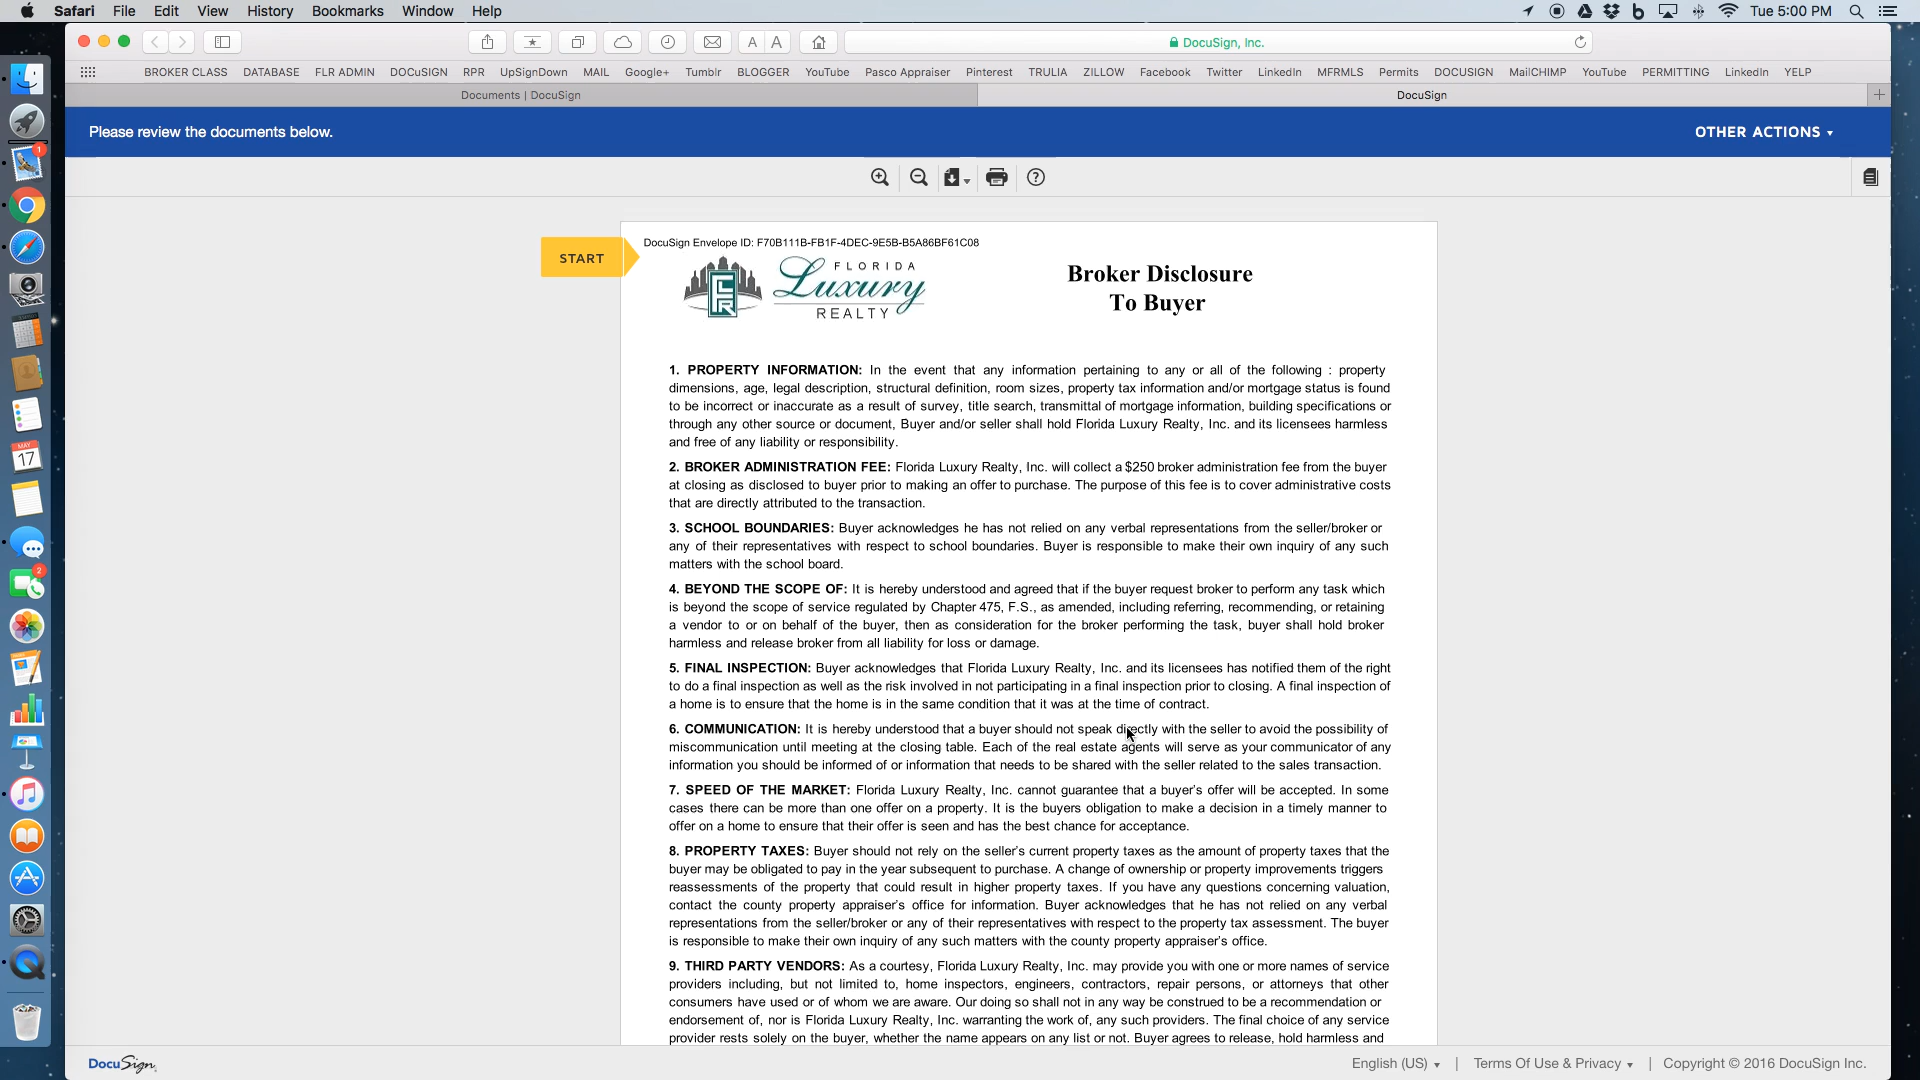 Safari File Edit View History Bookmarks Window Help Tue 5:00 PM
DocuSign, Inc.
BROKER CLASS DATABASE FLR ADMIN DOCuSIGN RPR UpSignDown MAIL Google+ Tumblr BLOGGER YouTube Pasco Appraiser Pinterest TRULIA ZILLOW Facebook Twitter LinkedIn MFRMLS Permits DOCUSIGN MailCHIMP YouTube PERMITTING LinkedIn YELP
Documents | DocuSign DocuSign
Please review the documents below. OTHER ACTIONS
START
DocuSign Envelope ID: F70B111B-FB1F-4DEC-9E5B-B5A86BF61C08
FLORIDA
Luxury
REALTY
Broker Disclosure
To Buyer
1. PROPERTY INFORMATION: In the event that any information pertaining to any or all of the following : property
dimensions, age, legal description, structural definition, room sizes, property tax information and/or mortgage status is found
to be incorrect or inaccurate as a result of survey, title search, transmittal of mortgage information, building specifications or
through any other source or document, Buyer and/or seller shall hold Florida Luxury Realty, Inc. and its licensees harmless
and free of any liability or responsibility.
2. BROKER ADMINISTRATION FEE: Florida Luxury Realty, Inc. will collect a $250 broker administration fee from the buyer
at closing as disclosed to buyer prior to making an offer to purchase. The purpose of this fee is to cover administrative costs
that are directly attributed to the transaction.
3. SCHOOL BOUNDARIES: Buyer acknowledges he has not relied on any verbal representations from the seller/broker or
any of their representatives with respect to school boundaries. Buyer is responsible to make their own inquiry of any such
matters with the school board.
4. BEYOND THE SCOPE OF: It is hereby understood and agreed that if the buyer request broker to perform any task which
is beyond the scope of service regulated by Chapter 475, F.S., as amended, including referring, recommending, or retaining
a vendor to or on behalf of the buyer, then as consideration for the broker performing the task, buyer shall hold broker
harmless and release broker from all liability for loss or damage.
5. FINAL INSPECTION: Buyer acknowledges that Florida Luxury Realty, Inc. and its licensees has notified them of the right
to do a final inspection as well as the risk involved in not participating in a final inspection prior to closing. A final inspection of
a home is to ensure that the home is in the same condition that it was at the time of contract.
6. COMMUNICATION: It is hereby understood that a buyer should not speak directly with the seller to avoid the possibility of
miscommunication until meeting at the closing table. Each of the real estate agents will serve as your communicator of any
information you should be informed of or information that needs to be shared with the seller related to the sales transaction.
7. SPEED OF THE MARKET: Florida Luxury Realty, Inc. cannot guarantee that a buyer's offer will be accepted. In some
cases there can be more than one offer on a property. It is the buyers obligation to make a decision in a timely manner to
offer on a home to ensure that their offer is seen and has the best chance for acceptance.
8. PROPERTY TAXES: Buyer should not rely on the seller's current property taxes as the amount of property taxes that the
buyer may be obligated to pay in the year subsequent to purchase. A change of ownership or property improvements triggers
reassessments of the property that could result in higher property taxes. If you have any questions concerning valuation,
contact the county property appraiser's office for information. Buyer acknowledges that he has not relied on any verbal
representations from the seller/broker or any of their representatives with respect to the property tax assessment. The buyer
is responsible to make their own inquiry of any such matters with the county property appraiser's office.
9. THIRD PARTY VENDORS: As a courtesy, Florida Luxury Realty, Inc. may provide you with one or more names of service
providers including, but not limited to, home inspectors, engineers, contractors, repair persons, or attorneys that other
consumers have used or of whom we are aware. Our doing so shall not in any way be construed to be a recommendation or
endorsement of, nor is Florida Luxury Realty, Inc. warranting the work of, any such providers. The final choice of any service
provider rests solely on the buyer, whether the name appears on any list or not. Buyer agrees to release, hold harmless and
DocuSign English (US) | Terms Of Use & Privacy | Copyright © 2016 DocuSign Inc.
MAY
17
1
2